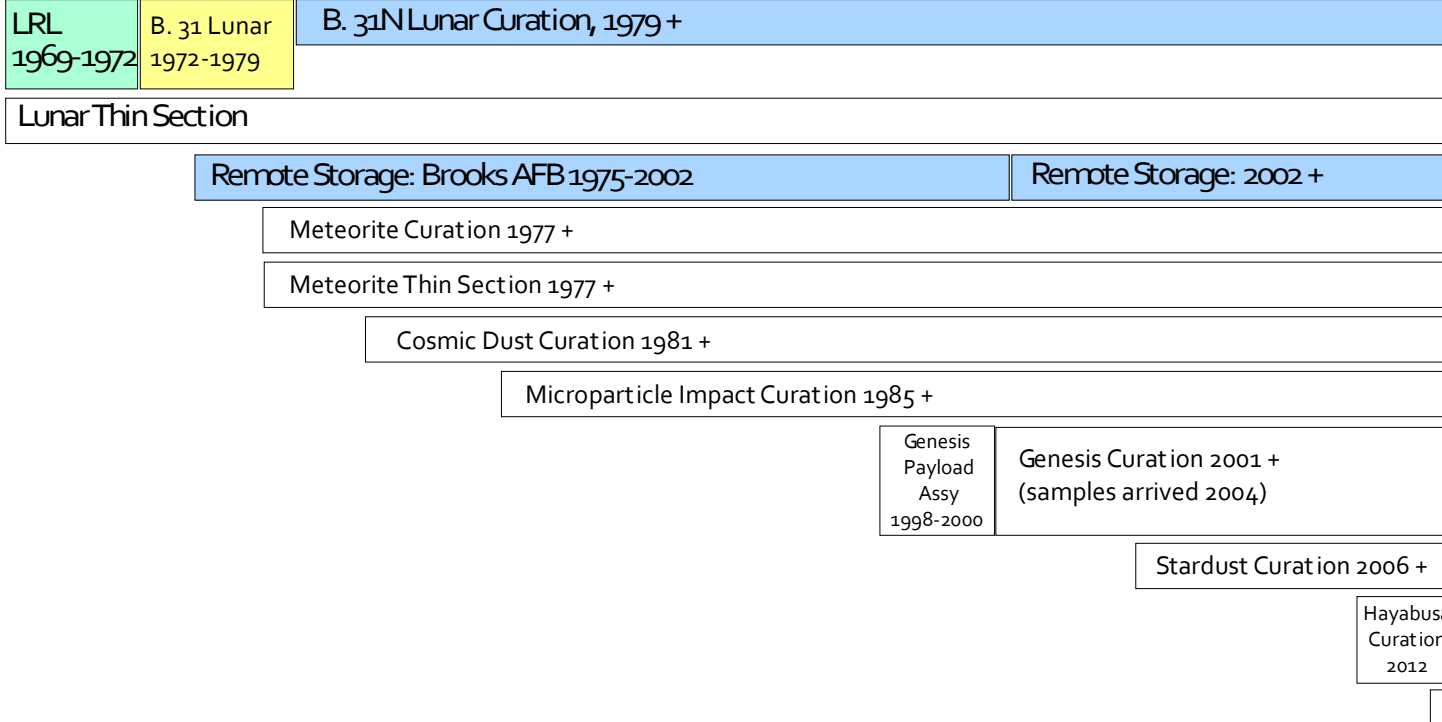 LRL
1969-1972
B. 31 Lunar
1972-1979
B. 31N Lunar Curation, 1979 +
Lunar Thin Section
Remote Storage: Brooks AFB 1975-2002
Remote Storage: 2002 +
Meteorite Curation 1977 +
Meteorite Thin Section 1977 +
Cosmic Dust Curation 1981 +
Microparticle Impact Curation 1985 +
Genesis
Payload
Assy
1998-2000
Genesis Curation 2001 +
(samples arrived 2004)
Stardust Curation 2006 +
Hayabusa
Curation
2012